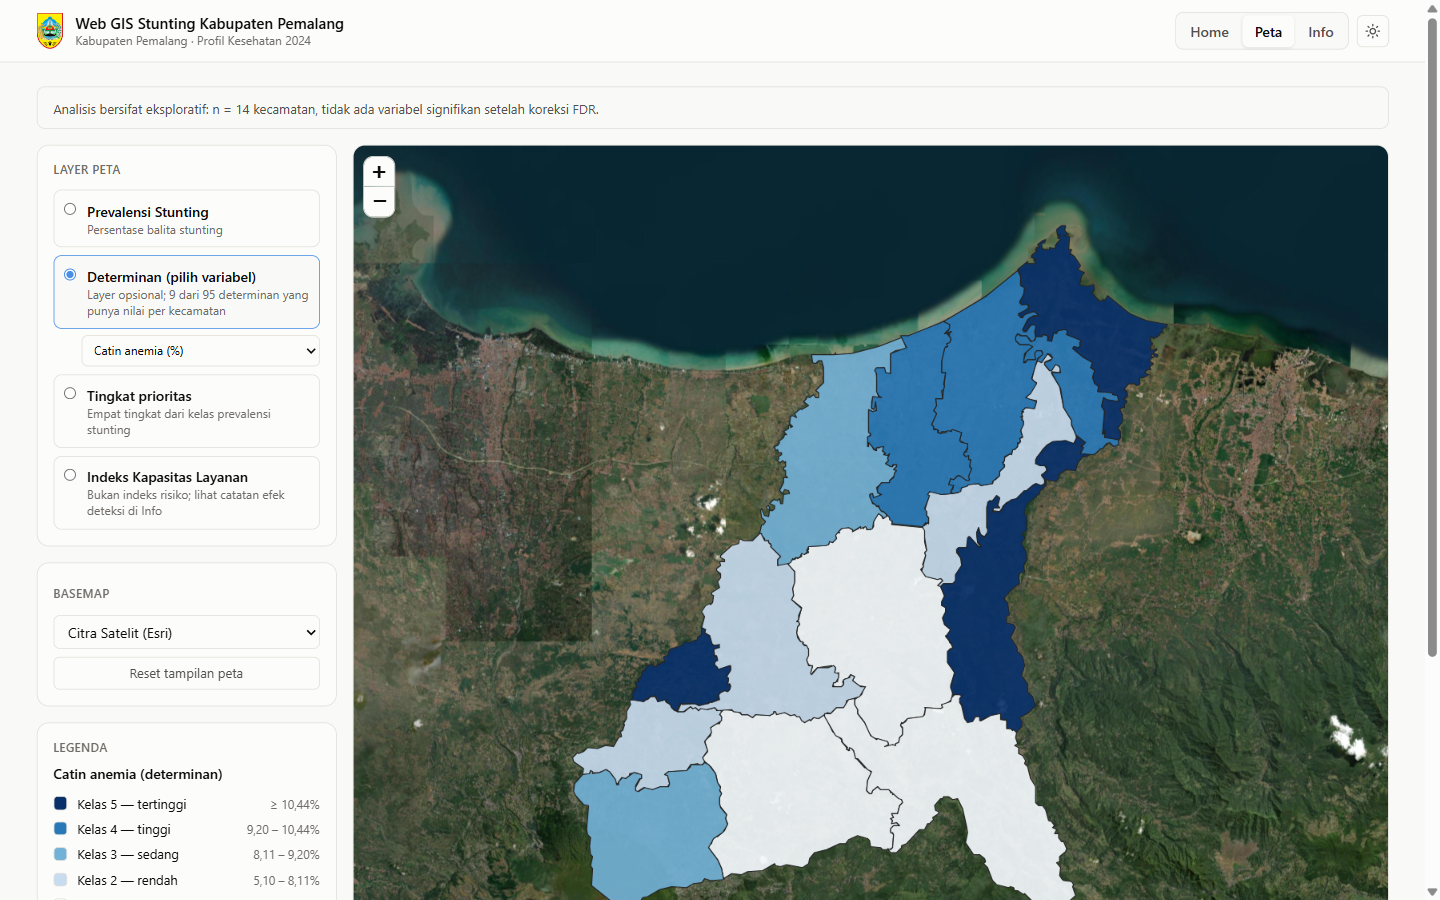 Web GIS Stunting Kabupaten Pemalang
Kabupaten Pemalang · Profil Kesehatan 2024
Home
Peta
Info
Analisis bersifat eksploratif: n = 14 kecamatan, tidak ada variabel signifikan setelah koreksi FDR.
LAYER PETA
Prevalensi Stunting
Persentase balita stunting
Determinan (pilih variabel)
Layer opsional; 9 dari 95 determinan yang
punya nilai per kecamatan
Catin anemia (%)
Tingkat prioritas
Empat tingkat dari kelas prevalensi
stunting
Indeks Kapasitas Layanan
Bukan indeks risiko; lihat catatan efek
deteksi di Info
BASEMAP
Citra Satelit (Esri)
Reset tampilan peta
LEGENDA
Catin anemia (determinan)
Kelas 5 — tertinggi ≥ 10,44%
Kelas 4 — tinggi 9,20 – 10,44%
Kelas 3 — sedang 8,11 – 9,20%
Kelas 2 — rendah 5,10 – 8,11%
+
−